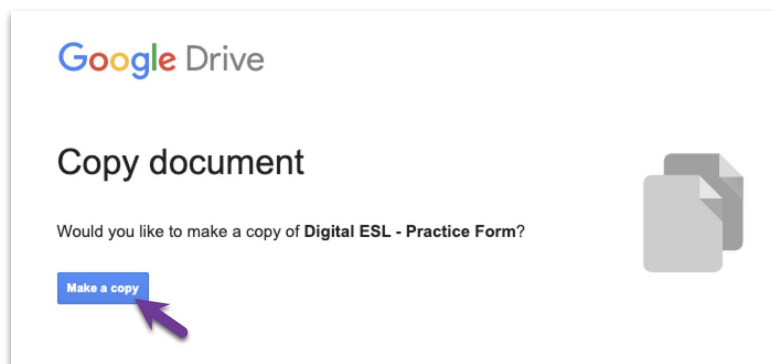 Google Drive
Copy document
Would you like to make a copy of Digital ESL - Practice Form?
Make a copy